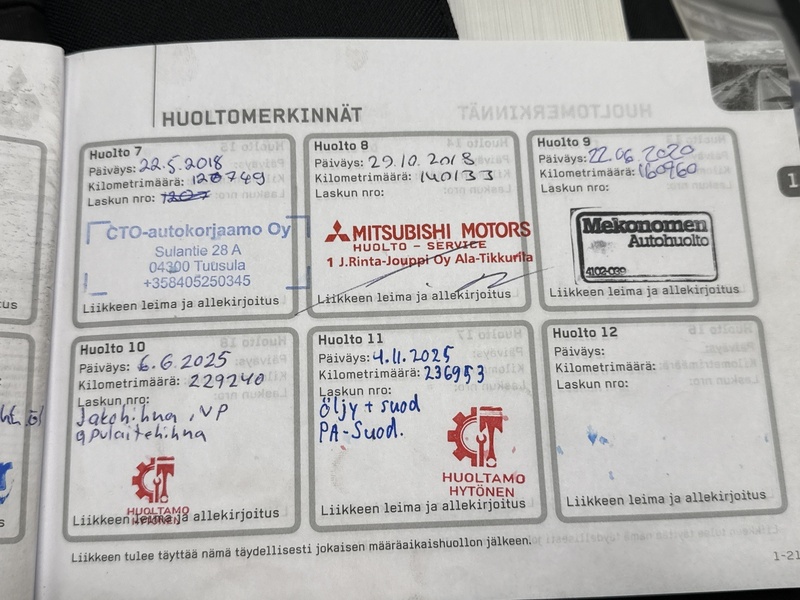 HUOLTOMERKINNÄT
Huolto 7
Päiväys: 22.5.2018
Kilometrimäärä: 120749
Laskun nro:
CTO-autokorjaamo Oy
Sulantie 28 A
04300 Tuusula
+358405250345
Liikkeen leima ja allekirjoitus
Huolto 8
Päiväys: 29.10.2018
Kilometrimäärä: 140133
Laskun nro:
MITSUBISHI MOTORS
HUOLTO - SERVICE
1 J.Rinta-Jouppi Oy Ala-Tikkurila
Liikkeen leima ja allekirjoitus
Huolto 9
Päiväys: 22.06.2020
Kilometrimäärä: 160960
Laskun nro:
Mekonomen
Autohuolto
4102-039
Liikkeen leima ja allekirjoitus
Huolto 10
Päiväys: 6.6.2025
Kilometrimäärä: 229240
Laskun nro:
Jakohihna, VP
apulaitehihna
HUOLTAMO
HYTÖNEN
Liikkeen leima ja allekirjoitus
Huolto 11
Päiväys: 4.11.2025
Kilometrimäärä: 236953
Laskun nro:
öljy + suod
PA-Suod.
HUOLTAMO
HYTÖNEN
Liikkeen leima ja allekirjoitus
Huolto 12
Päiväys:
Kilometrimäärä:
Laskun nro:
Liikkeen leima ja allekirjoitus
Liikkeen tulee täyttää nämä täydellisesti jokaisen määräaikaishuollon jälkeen.
1-21
1